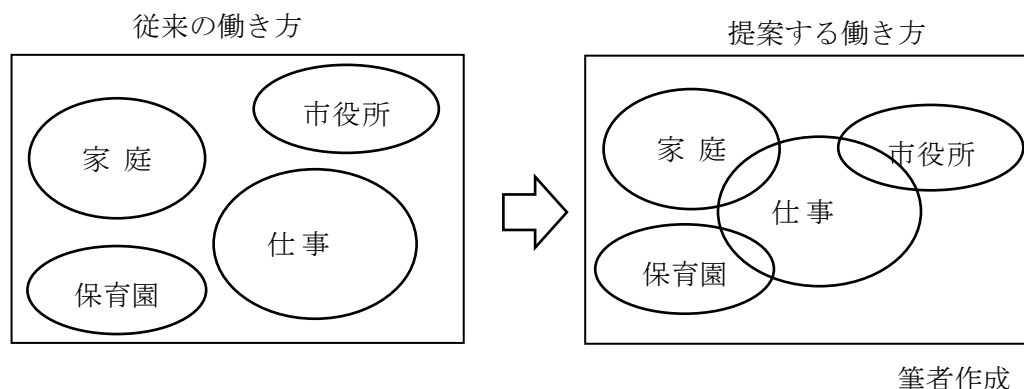 従来の働き方
市役所
家庭
仕事
保育園
提案する働き方
家庭
市役所
仕事
保育園
筆者作成